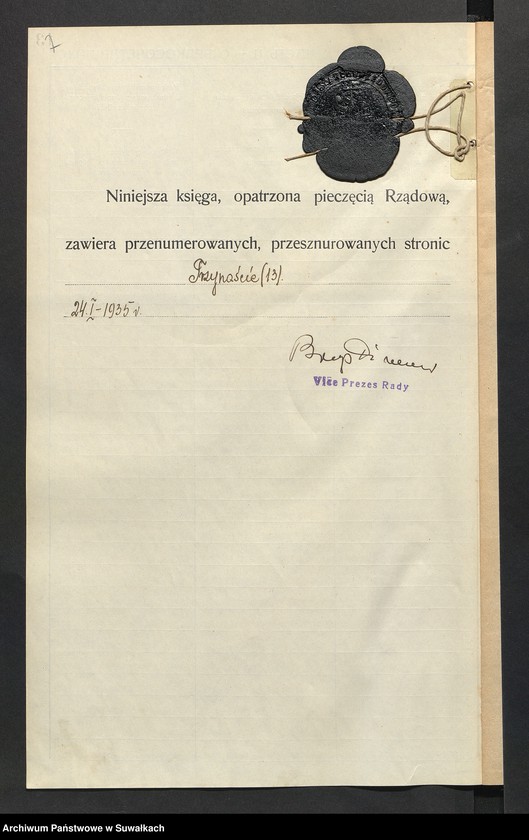 Niniejsza księga, opatrzona pieczęcią Rządową,
zawiera przenumerowanych, przesznurowanych stronic
Trzynaście (13).
24.I-1935 r.
Vice Prezes Rady
Archiwum Państwowe w Suwałkach